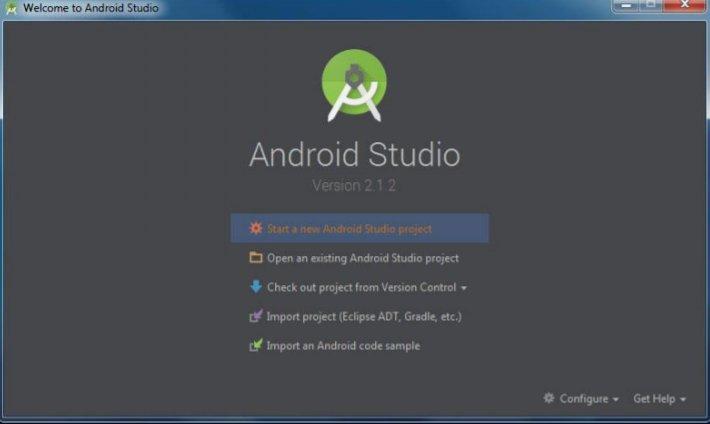 Welcome to Android Studio
Android Studio
Version 2.1.2
Start a new Android Studio project
Open an existing Android Studio project
Check out project from Version Control
Import project (Eclipse ADT, Gradle, etc.)
Import an Android code sample
Configure Get Help